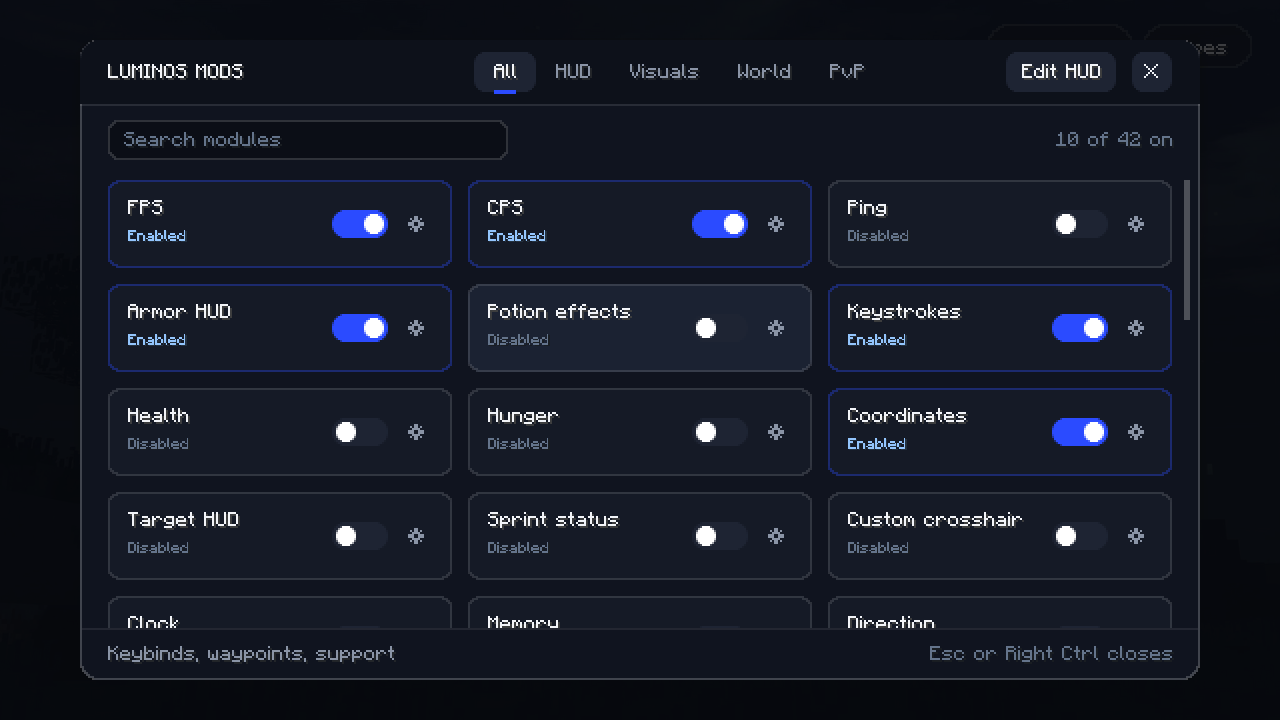 LUMINOS MODS
All HUD Visuals World PvP
Edit HUD
Search modules
10 of 42 on
FPS
Enabled
CPS
Enabled
Ping
Disabled
Armor HUD
Enabled
Potion effects
Disabled
Keystrokes
Enabled
Health
Disabled
Hunger
Disabled
Coordinates
Enabled
Target HUD
Disabled
Sprint status
Disabled
Custom crosshair
Disabled
Clock
Memory
Direction
Keybinds, waypoints, support
Esc or Right Ctrl closes